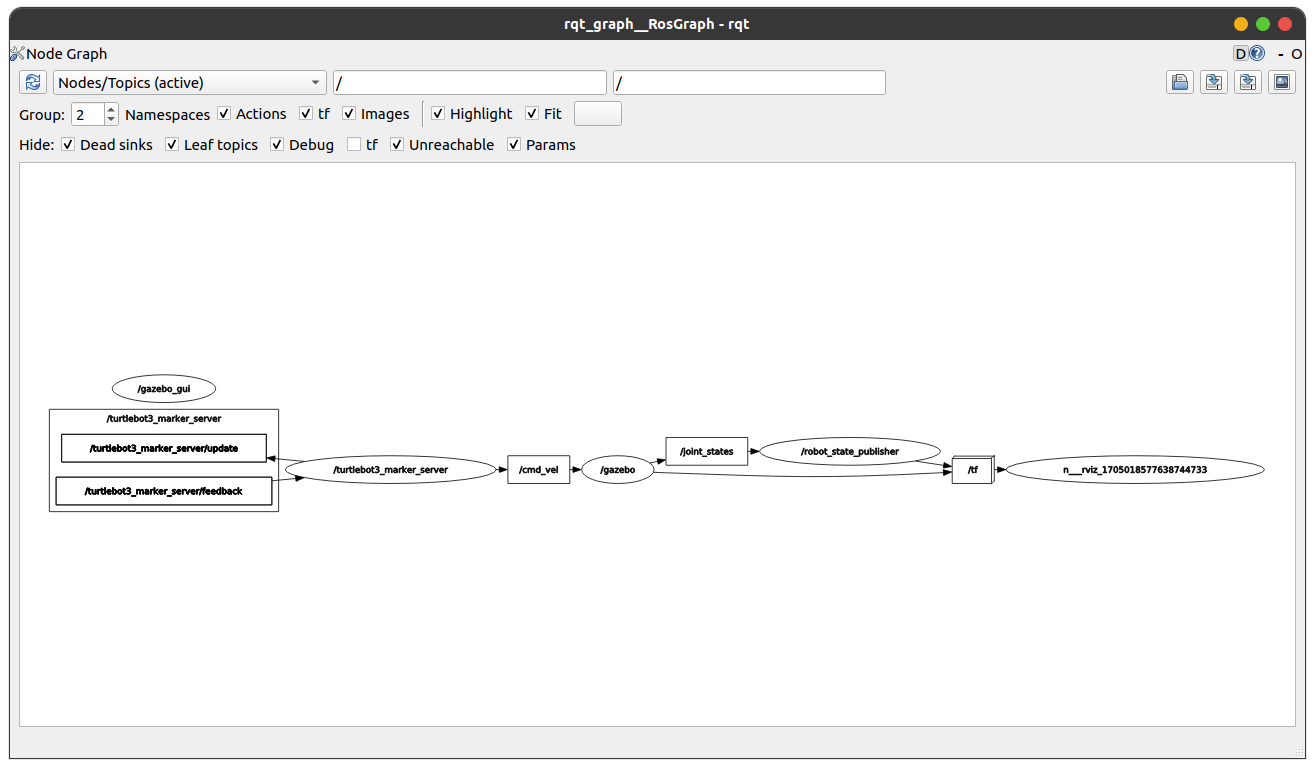 rqt_graph__RosGraph - rqt
Node Graph
D
- O
Nodes/Topics (active)
/
/
Group: 2 Namespaces Actions tf Images Highlight Fit
Hide: Dead sinks Leaf topics Debug tf Unreachable Params
/gazebo_gui
/turtlebot3_marker_server
/turtlebot3_marker_server/update
/turtlebot3_marker_server/feedback
/turtlebot3_marker_server
/cmd_vel
/gazebo
/joint_states
/robot_state_publisher
/tf
n___rviz_1705018577638744733